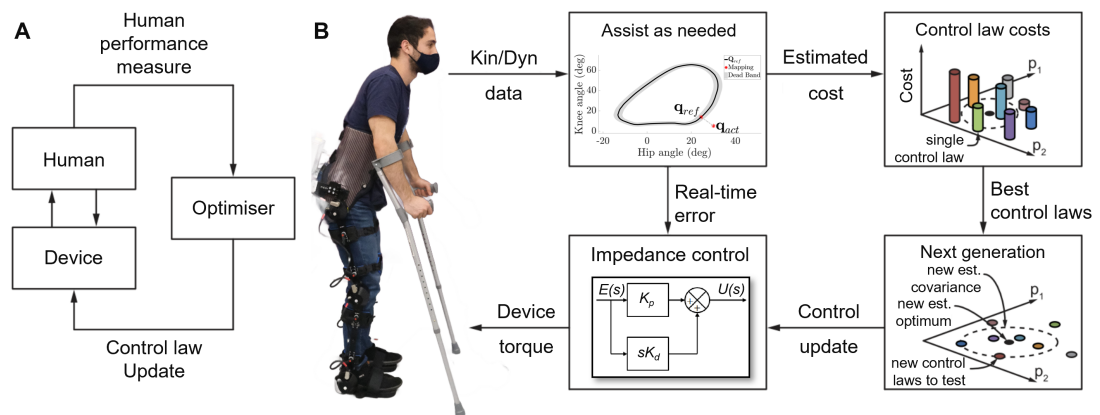 A
Human
performance
measure
Human
Optimiser
Device
Control law
Update
B
Kin/Dyn
data
Assist as needed
Knee angle (deg)
60
40
20
0
-20
0
20
40
Hip angle (deg)
Q_ref
Mapping
Dead Band
q_ref
q_act
Estimated
cost
Control law costs
Cost
p_1
p_2
single
control law
Real-time
error
Best
control laws
Impedance control
E(s)
K_p
U(s)
+
+
sK_d
Device
torque
Control
update
Next generation
new est.
covariance
new est.
optimum
new control
laws to test
p_1
p_2